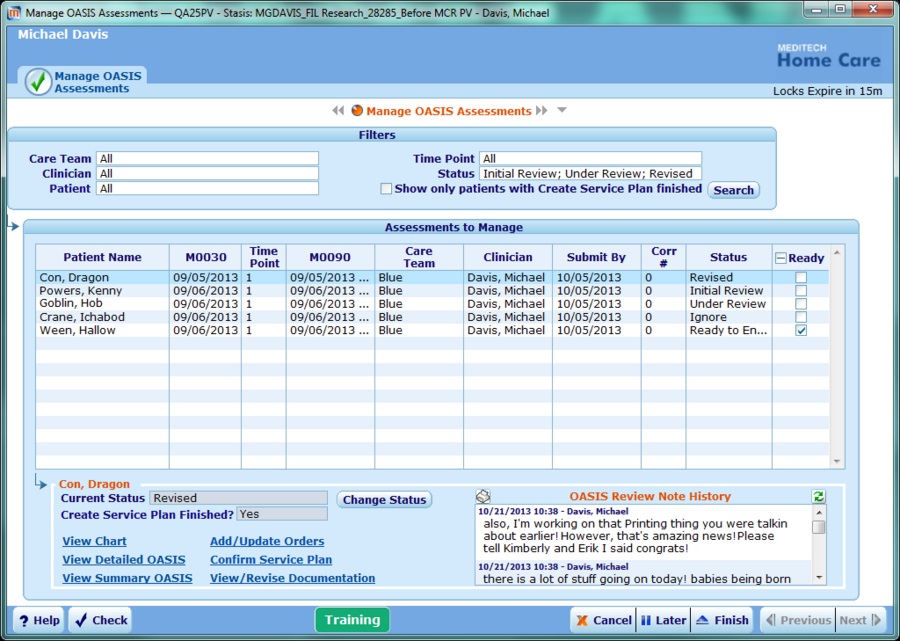 Manage OASIS Assessments — QA25PV - Stasis: MGDAVIS_FIL Research_28285_Before MCR PV - Davis, Michael
Michael Davis
MEDITECH
Home Care
Manage OASIS
Assessments
Locks Expire in 15m
Manage OASIS Assessments
Filters
Care Team All Time Point All
Clinician All Status Initial Review; Under Review; Revised
Patient All Show only patients with Create Service Plan finished Search
Assessments to Manage
Patient Name M0030 Time Point M0090 Care Team Clinician Submit By Corr # Status Ready
Con, Dragon 09/05/2013 1 09/05/2013 ... Blue Davis, Michael 10/05/2013 0 Revised
Powers, Kenny 09/06/2013 1 09/06/2013 ... Blue Davis, Michael 10/05/2013 0 Initial Review
Goblin, Hob 09/06/2013 1 09/06/2013 ... Blue Davis, Michael 10/05/2013 0 Under Review
Crane, Ichabod 09/06/2013 1 09/06/2013 ... Blue Davis, Michael 10/05/2013 0 Ignore
Ween, Hallow 09/06/2013 1 09/06/2013 ... Blue Davis, Michael 10/05/2013 0 Ready to En...
Con, Dragon
Current Status Revised Change Status
Create Service Plan Finished? Yes
View Chart Add/Update Orders
View Detailed OASIS Confirm Service Plan
View Summary OASIS View/Revise Documentation
OASIS Review Note History
10/21/2013 10:38 - Davis, Michael
also, I'm working on that Printing thing you were talkin
about earlier! However, that's amazing news! Please
tell Kimberly and Erik I said congrats!
10/21/2013 10:38 - Davis, Michael
there is a lot of stuff going on today! babies being born
? Help Check Training Cancel Later Finish Previous Next